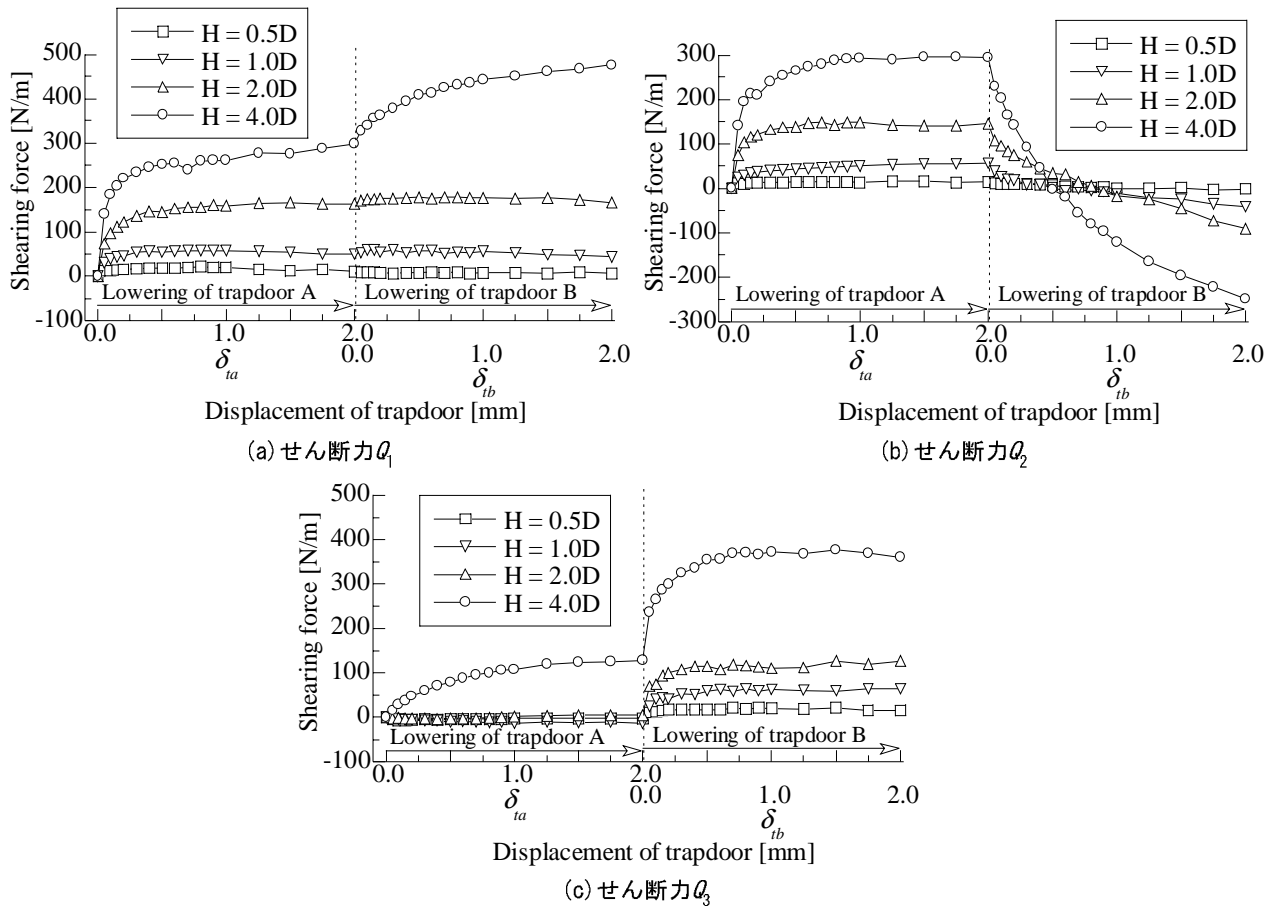 H = 0.5D
H = 1.0D
H = 2.0D
H = 4.0D
Shearing force [N/m]
500
400
300
200
100
0
-100
Lowering of trapdoor A
Lowering of trapdoor B
0.0
1.0
2.0
0.0
1.0
2.0
δta
δtb
Displacement of trapdoor [mm]
(a) せん断力Q1
H = 0.5D
H = 1.0D
H = 2.0D
H = 4.0D
Shearing force [N/m]
300
200
100
0
-100
-200
-300
Lowering of trapdoor A
Lowering of trapdoor B
0.0
1.0
2.0
0.0
1.0
2.0
δta
δtb
Displacement of trapdoor [mm]
(b) せん断力Q2
H = 0.5D
H = 1.0D
H = 2.0D
H = 4.0D
Shearing force [N/m]
500
400
300
200
100
0
-100
Lowering of trapdoor A
Lowering of trapdoor B
0.0
1.0
2.0
0.0
1.0
2.0
δta
δtb
Displacement of trapdoor [mm]
(c) せん断力Q3